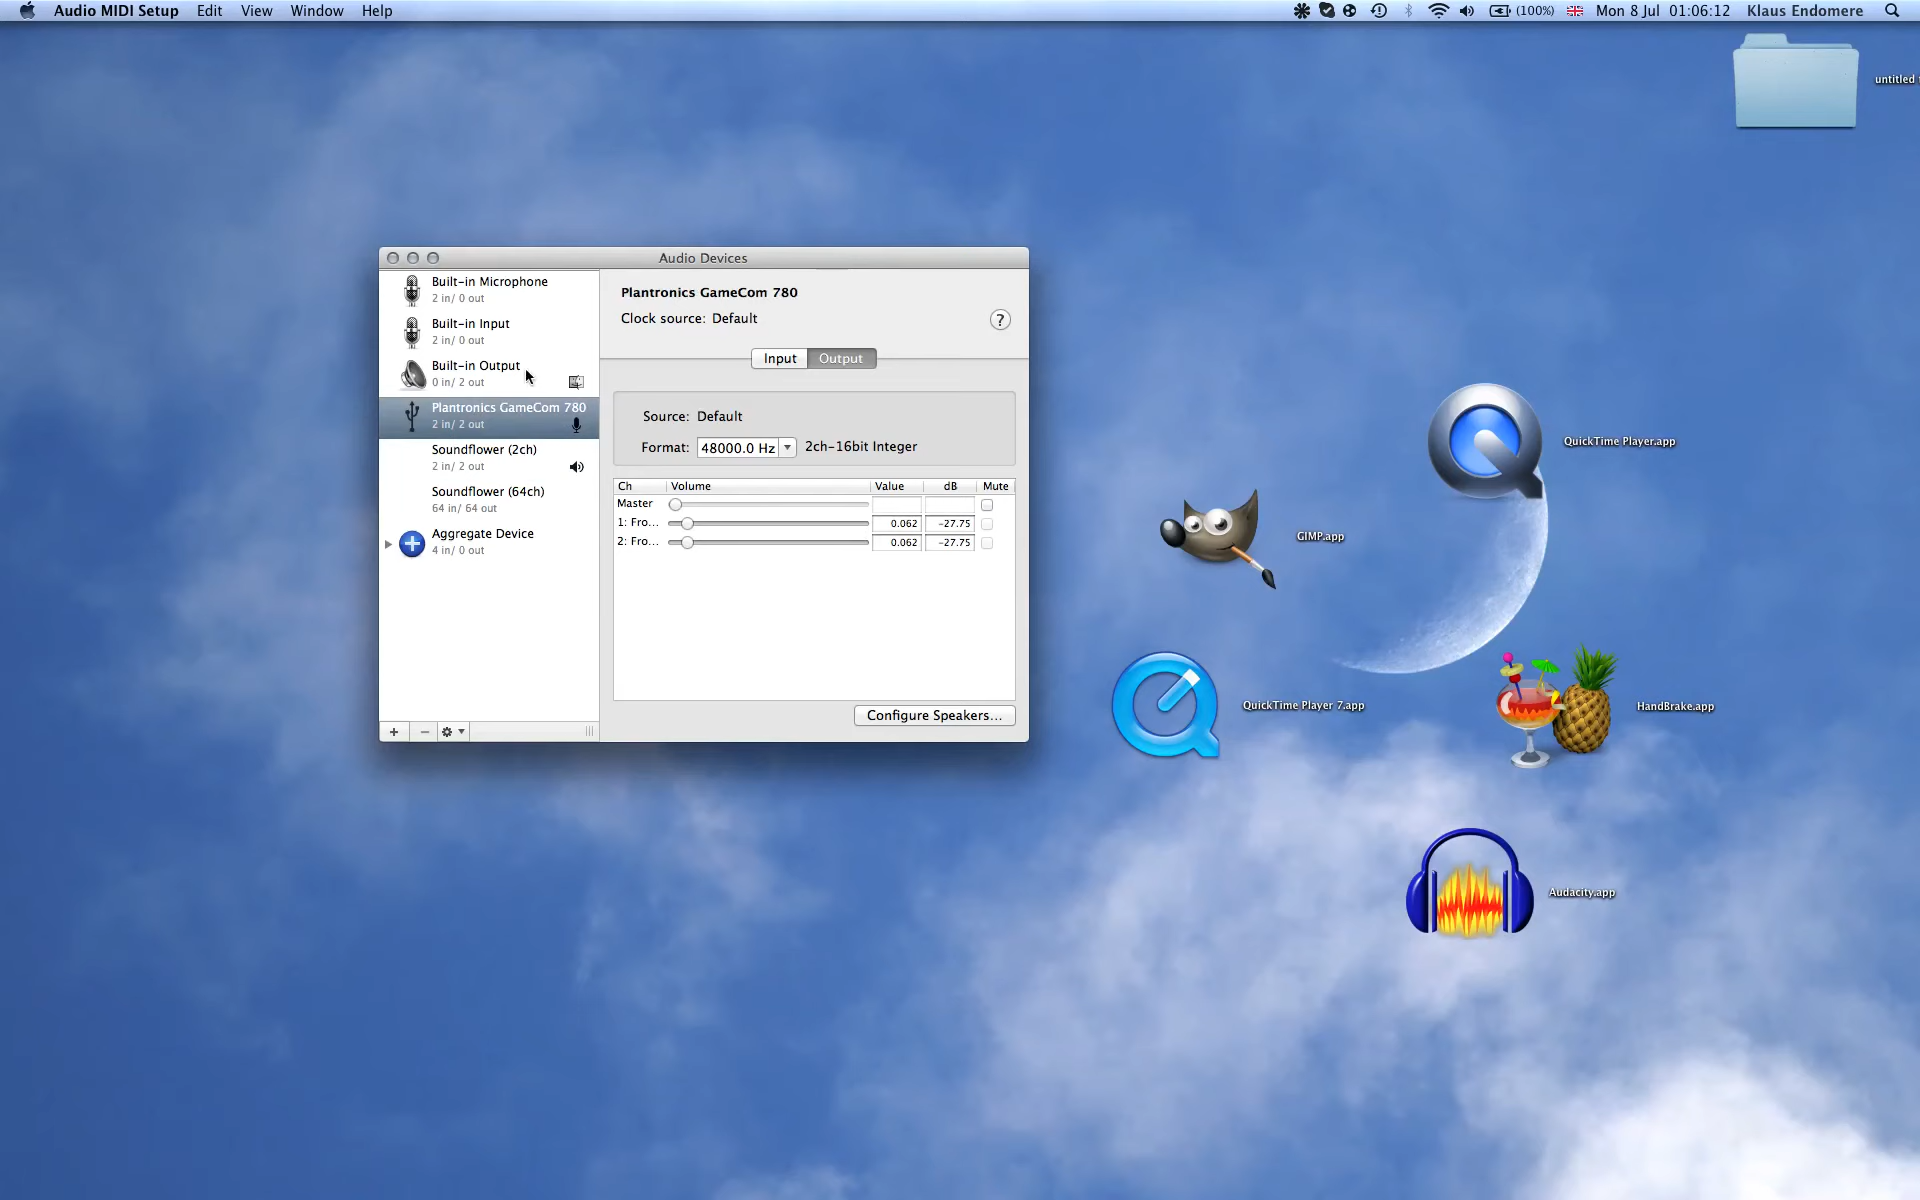 Audio MIDI Setup Edit View Window Help
(100%) Mon 8 Jul 01:06:12 Klaus Endomere
untitled
Audio Devices
Built-in Microphone
2 in/ 0 out
Built-in Input
2 in/ 0 out
Built-in Output
0 in/ 2 out
Plantronics GameCom 780
2 in/ 2 out
Soundflower (2ch)
2 in/ 2 out
Soundflower (64ch)
64 in/ 64 out
Aggregate Device
4 in/ 0 out
Plantronics GameCom 780
Clock source: Default
?
Input Output
Source: Default
Format: 48000.0 Hz 2ch-16bit Integer
Ch Volume Value dB Mute
Master
1: Fro... 0.062 -27.75
2: Fro... 0.062 -27.75
Configure Speakers...
QuickTime Player.app
GIMP.app
QuickTime Player 7.app
HandBrake.app
Audacity.app